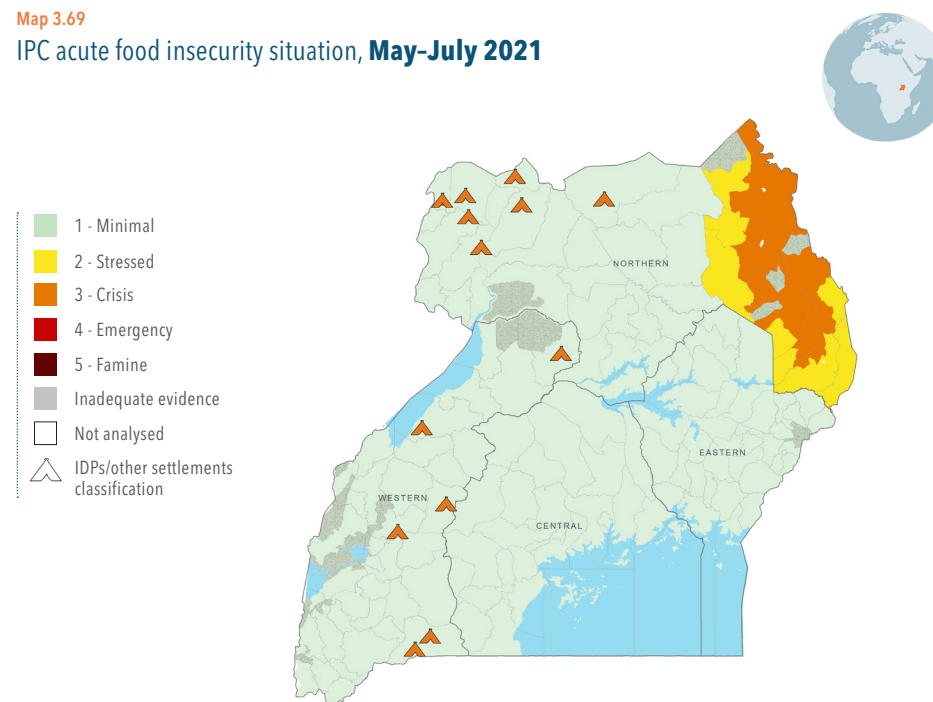 Map 3.69
IPC acute food insecurity situation, May–July 2021
1 - Minimal
2 - Stressed
3 - Crisis
4 - Emergency
5 - Famine
Inadequate evidence
Not analysed
IDPs/other settlements
classification
NORTHERN
EASTERN
WESTERN
CENTRAL